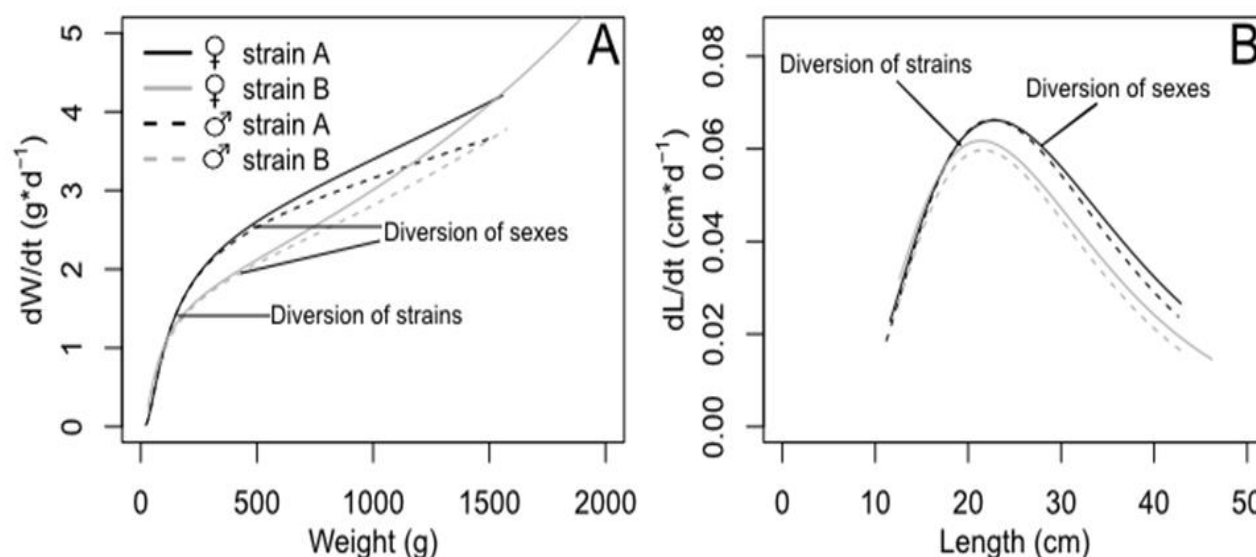 A
♀ strain A
♀ strain B
♂ strain A
♂ strain B
Diversion of sexes
Diversion of strains
dW/dt (g*d⁻¹)
0
1
2
3
4
5
0 500 1000 1500 2000
Weight (g)
B
Diversion of strains
Diversion of sexes
dL/dt (cm*d⁻¹)
0.00
0.02
0.04
0.06
0.08
0 10 20 30 40 50
Length (cm)